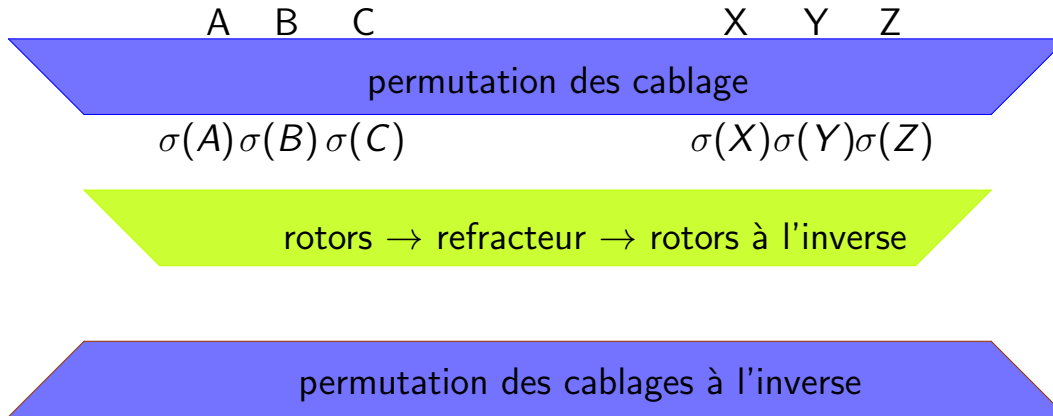 A B C X Y Z
permutation des cablage
σ(A) σ(B) σ(C) σ(X) σ(Y) σ(Z)
rotors → refracteur → rotors à l'inverse
permutation des cablages à l'inverse